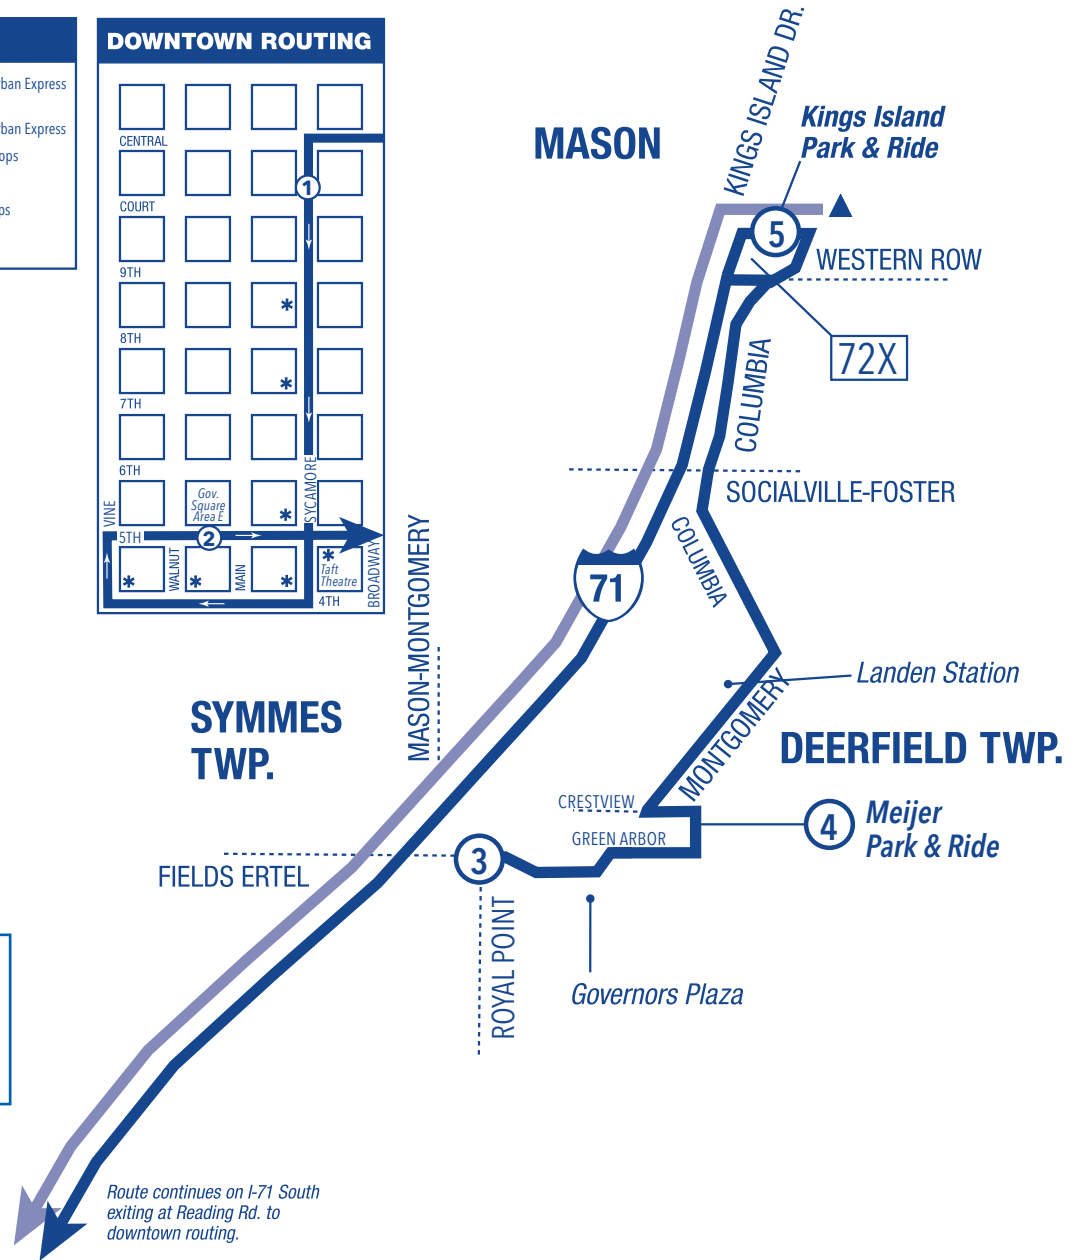 Express
Express
DOWNTOWN ROUTING
CENTRAL
1
COURT
9TH
*
8TH
*
7TH
6TH
SYCAMORE
VINE
Gov.
Square
Area E
*
5TH
2
WALNUT
MAIN
BROADWAY
*
*
*
*
Taft
Theatre
4TH
MASON
KINGS ISLAND DR.
Kings Island
Park & Ride
5
WESTERN ROW
72X
COLUMBIA
SOCIALVILLE-FOSTER
COLUMBIA
71
MASON-MONTGOMERY
Landen Station
SYMMES
TWP.
MONTGOMERY
DEERFIELD TWP.
CRESTVIEW
GREEN ARBOR
4
Meijer
Park & Ride
3
FIELDS ERTEL
ROYAL POINT
Governors Plaza
Route continues on I-71 South
exiting at Reading Rd. to
downtown routing.